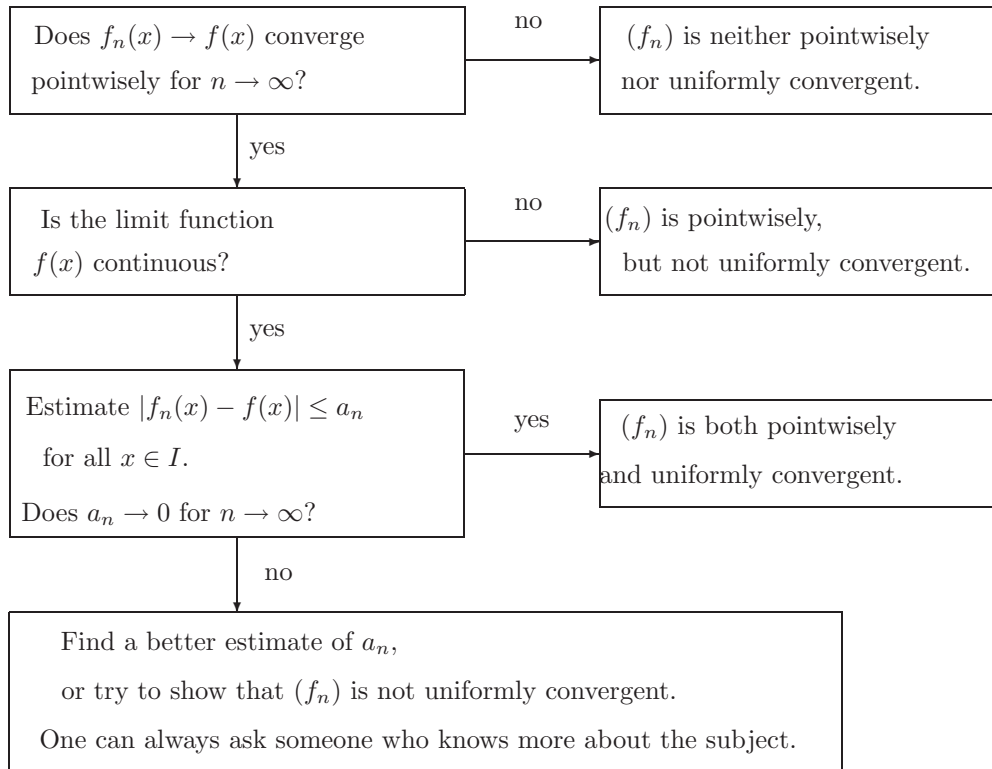 Does fₙ(x) → f(x) converge
pointwisely for n → ∞?
no
(fₙ) is neither pointwisely
nor uniformly convergent.
yes
Is the limit function
f(x) continuous?
no
(fₙ) is pointwisely,
but not uniformly convergent.
yes
Estimate |fₙ(x) − f(x)| ≤ aₙ
for all x ∈ I.
Does aₙ → 0 for n → ∞?
yes
(fₙ) is both pointwisely
and uniformly convergent.
no
Find a better estimate of aₙ,
or try to show that (fₙ) is not uniformly convergent.
One can always ask someone who knows more about the subject.